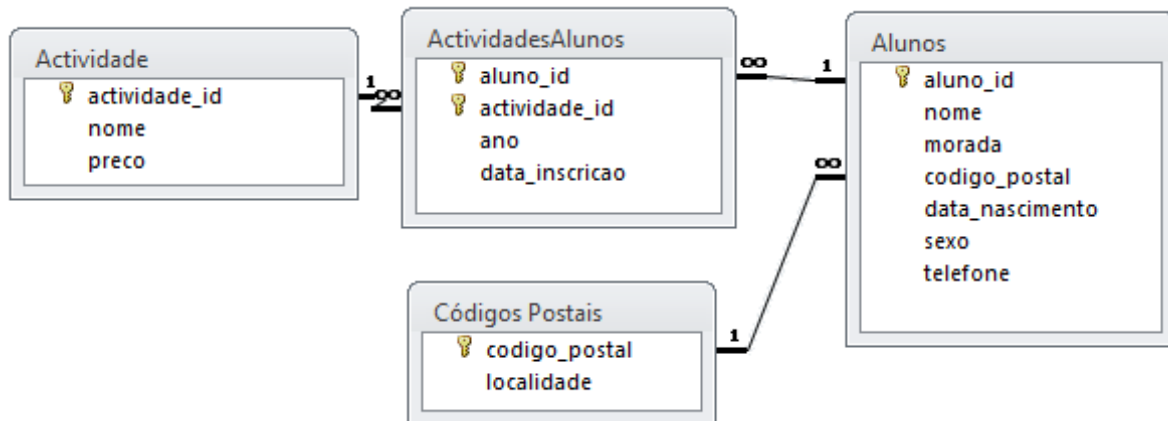 Actividade
actividade_id
nome
preco
1
∞
ActividadesAlunos
aluno_id
actividade_id
ano
data_inscricao
∞
1
Alunos
aluno_id
nome
morada
codigo_postal
data_nascimento
sexo
telefone
∞
Códigos Postais
codigo_postal
localidade
1